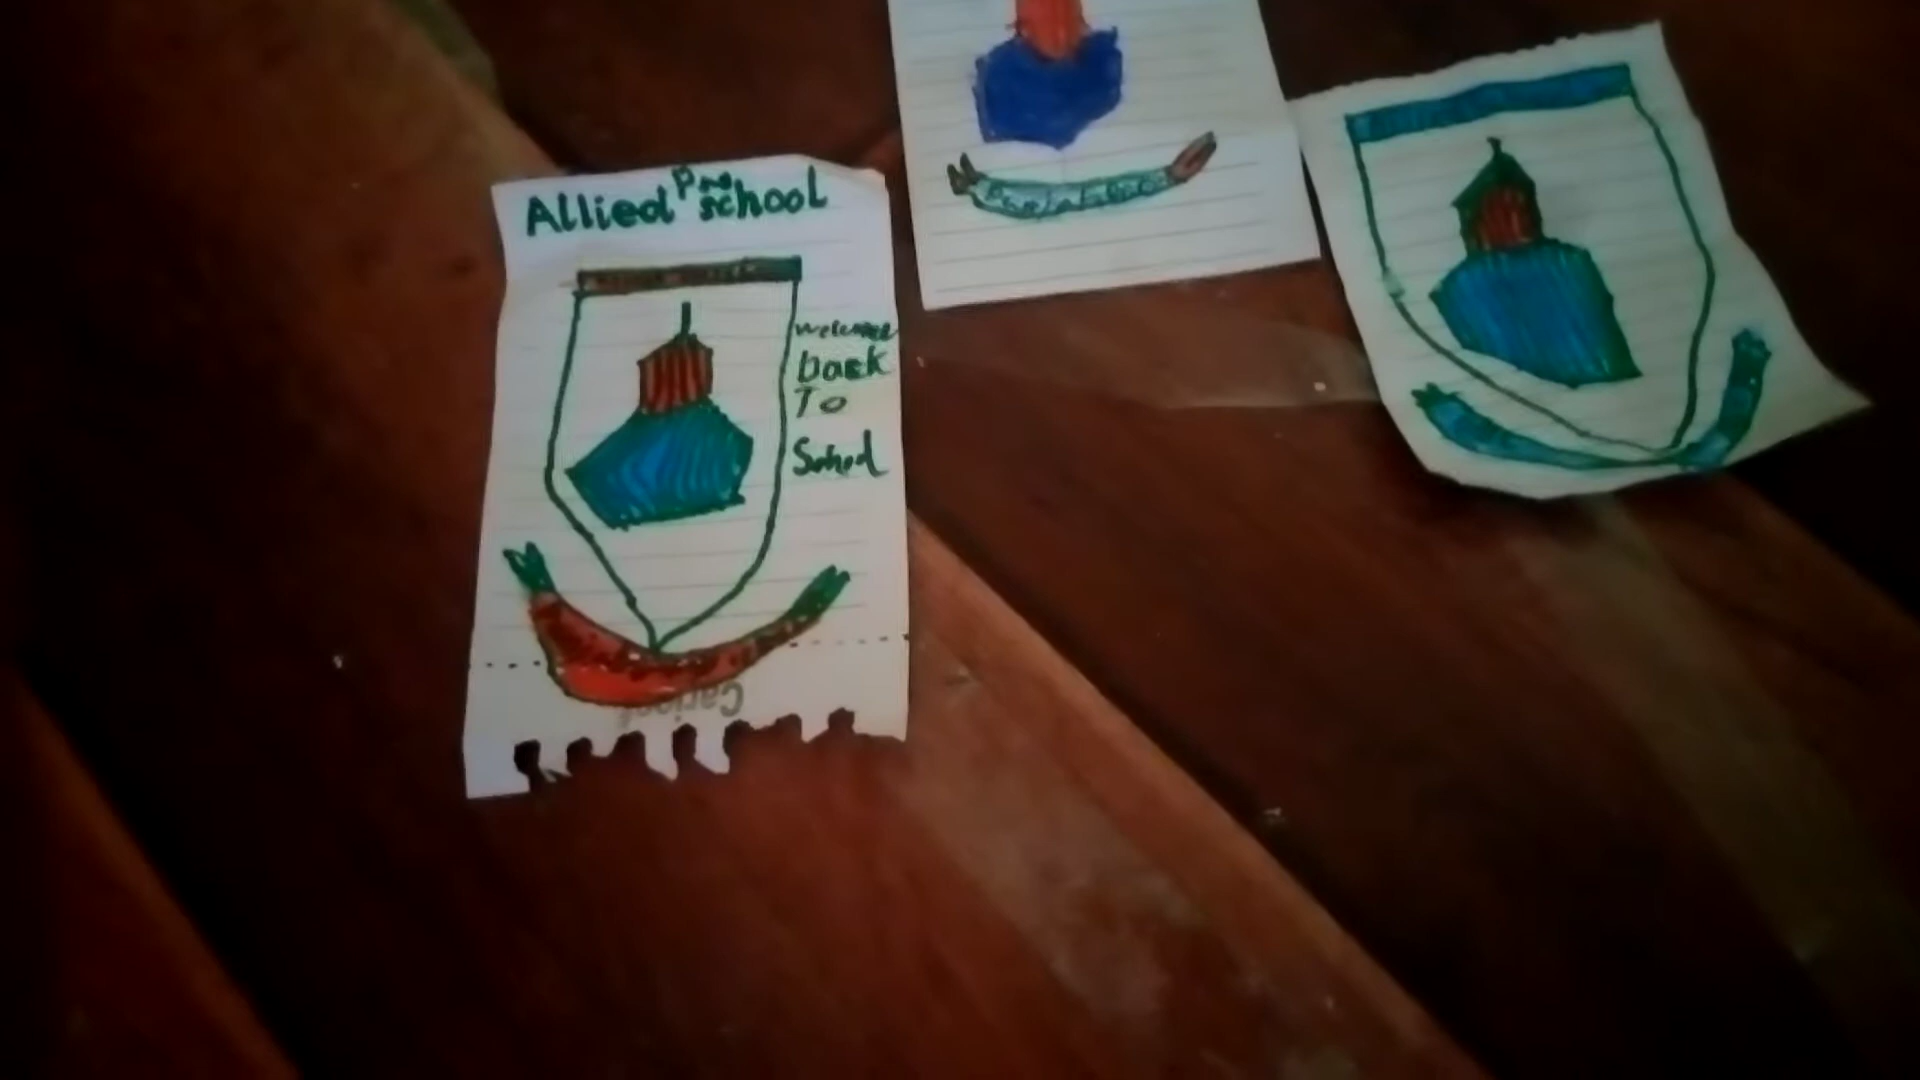 Allied Pre school
welcome
back
To
School